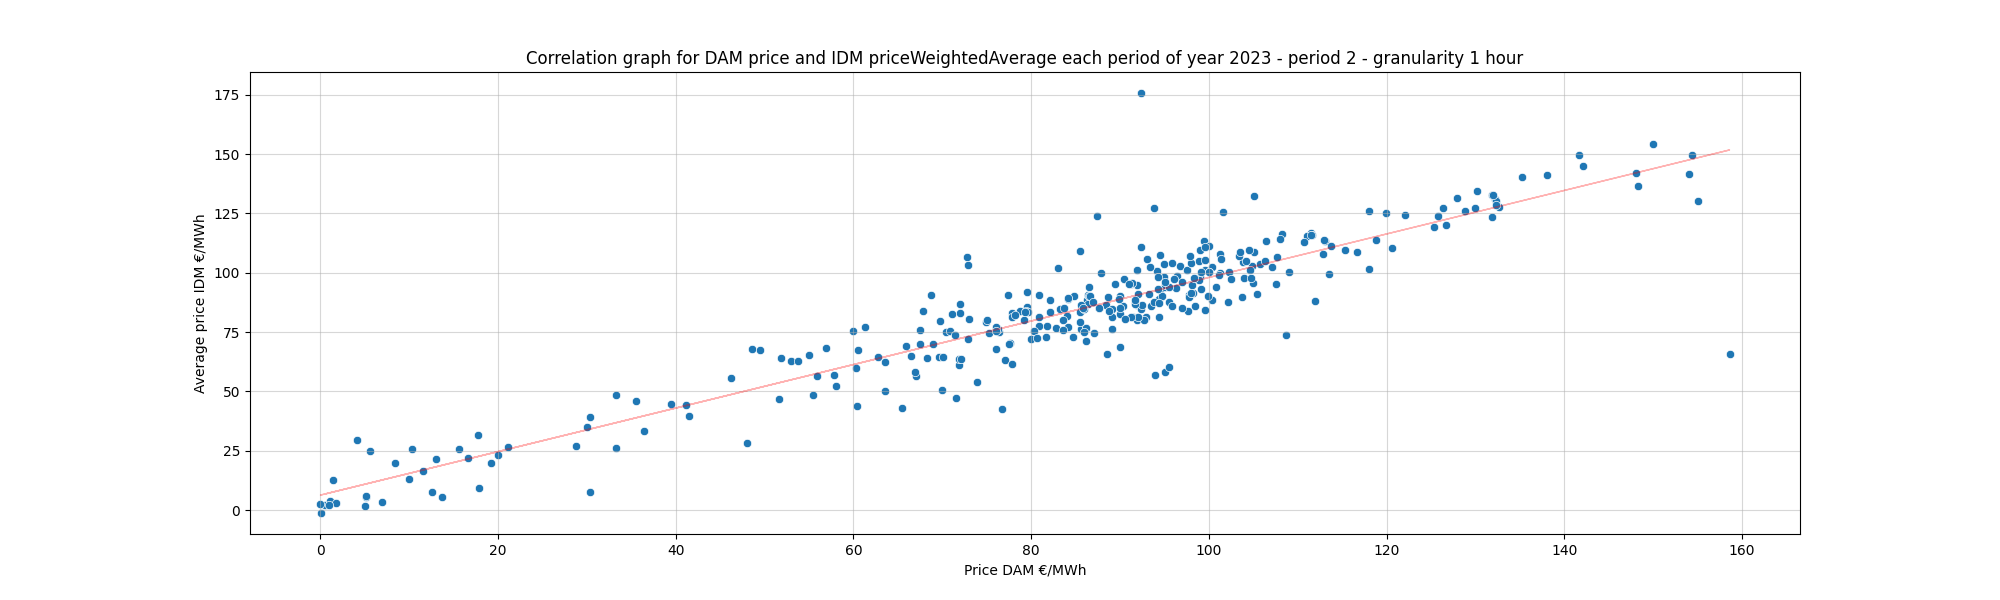 Correlation graph for DAM price and IDM priceWeightedAverage each period of year 2023 - period 2 - granularity 1 hour
Average price IDM €/MWh
175
150
125
100
75
50
25
0
0 20 40 60 80 100 120 140 160
Price DAM €/MWh